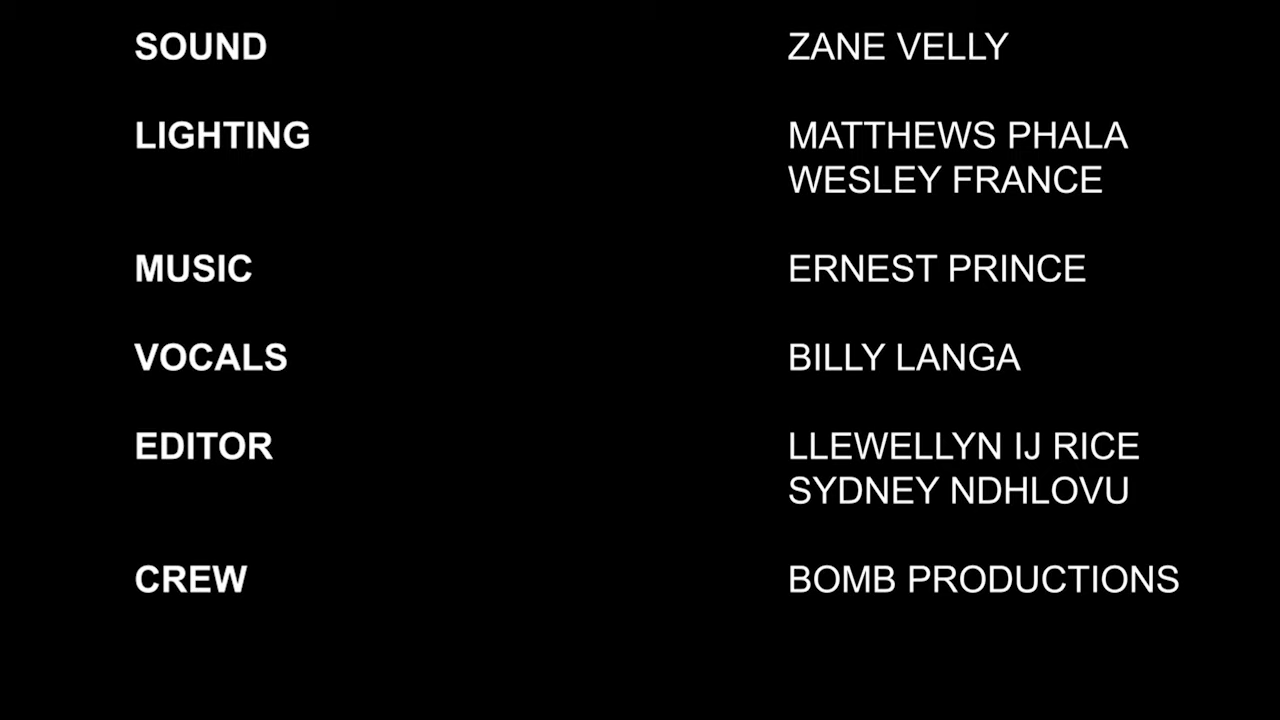 SOUND ZANE VELLY
LIGHTING MATTHEWS PHALA
WESLEY FRANCE
MUSIC ERNEST PRINCE
VOCALS BILLY LANGA
EDITOR LLEWELLYN IJ RICE
SYDNEY NDHLOVU
CREW BOMB PRODUCTIONS